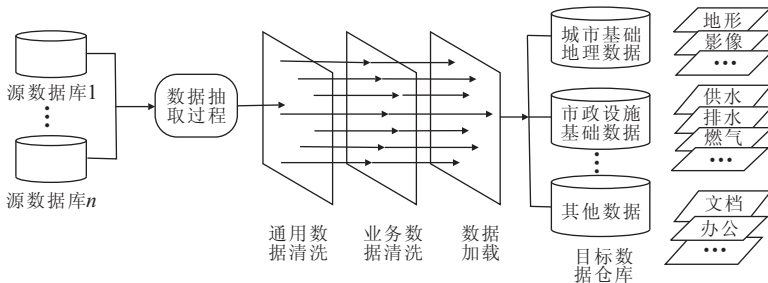 源数据库1
源数据库n
数据抽
取过程
通用数
据清洗
业务数
据清洗
数据
加载
城市基础
地理数据
市政设施
基础数据
其他数据
目标数
据仓库
地形
影像
供水
排水
燃气
文档
办公